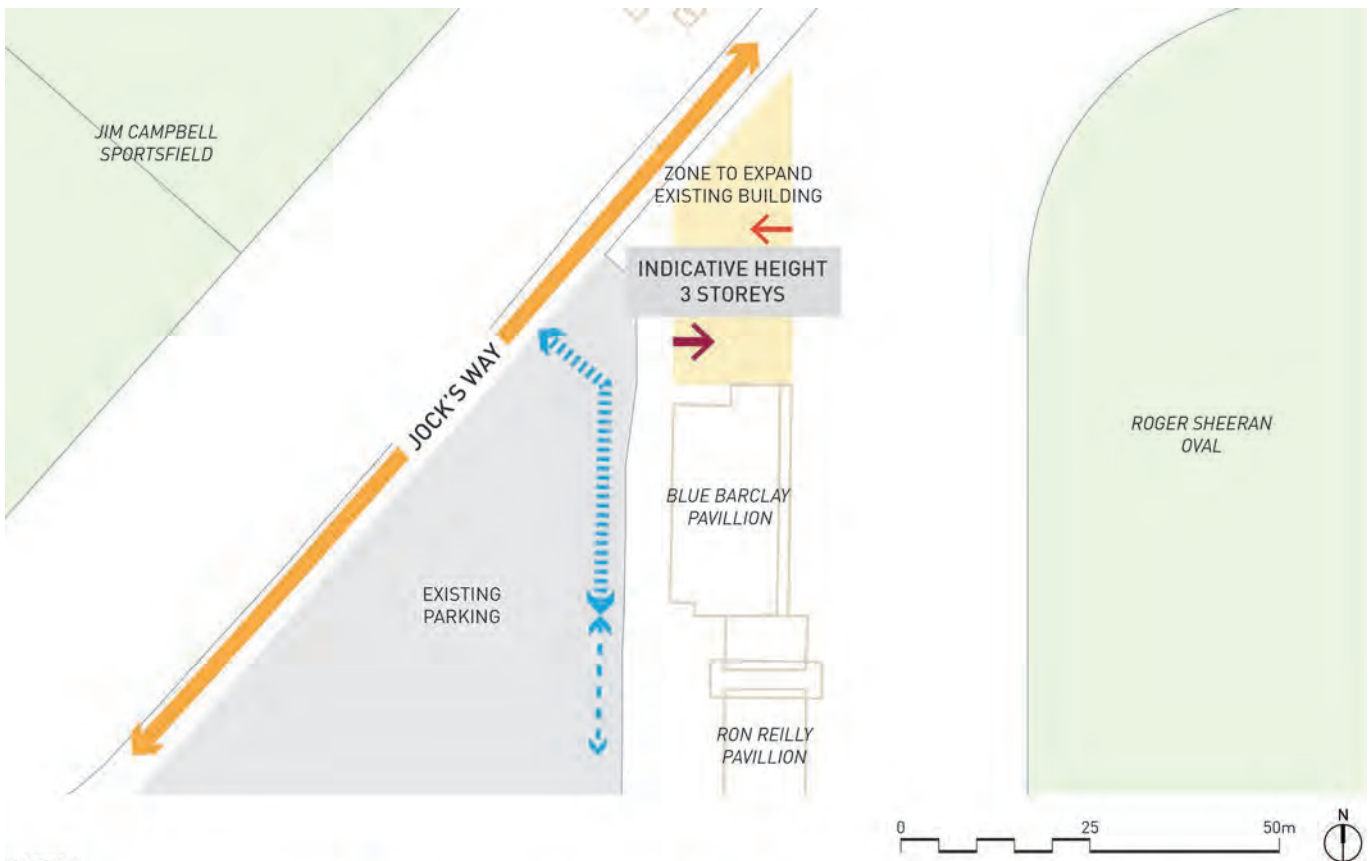 JIM CAMPBELL
SPORTSFIELD
ZONE TO EXPAND
EXISTING BUILDING
INDICATIVE HEIGHT
3 STOREYS
JOCK'S WAY
ROGER SHEERAN
OVAL
BLUE BARCLAY
PAVILLION
EXISTING
PARKING
RON REILLY
PAVILLION
0 25 50m
N